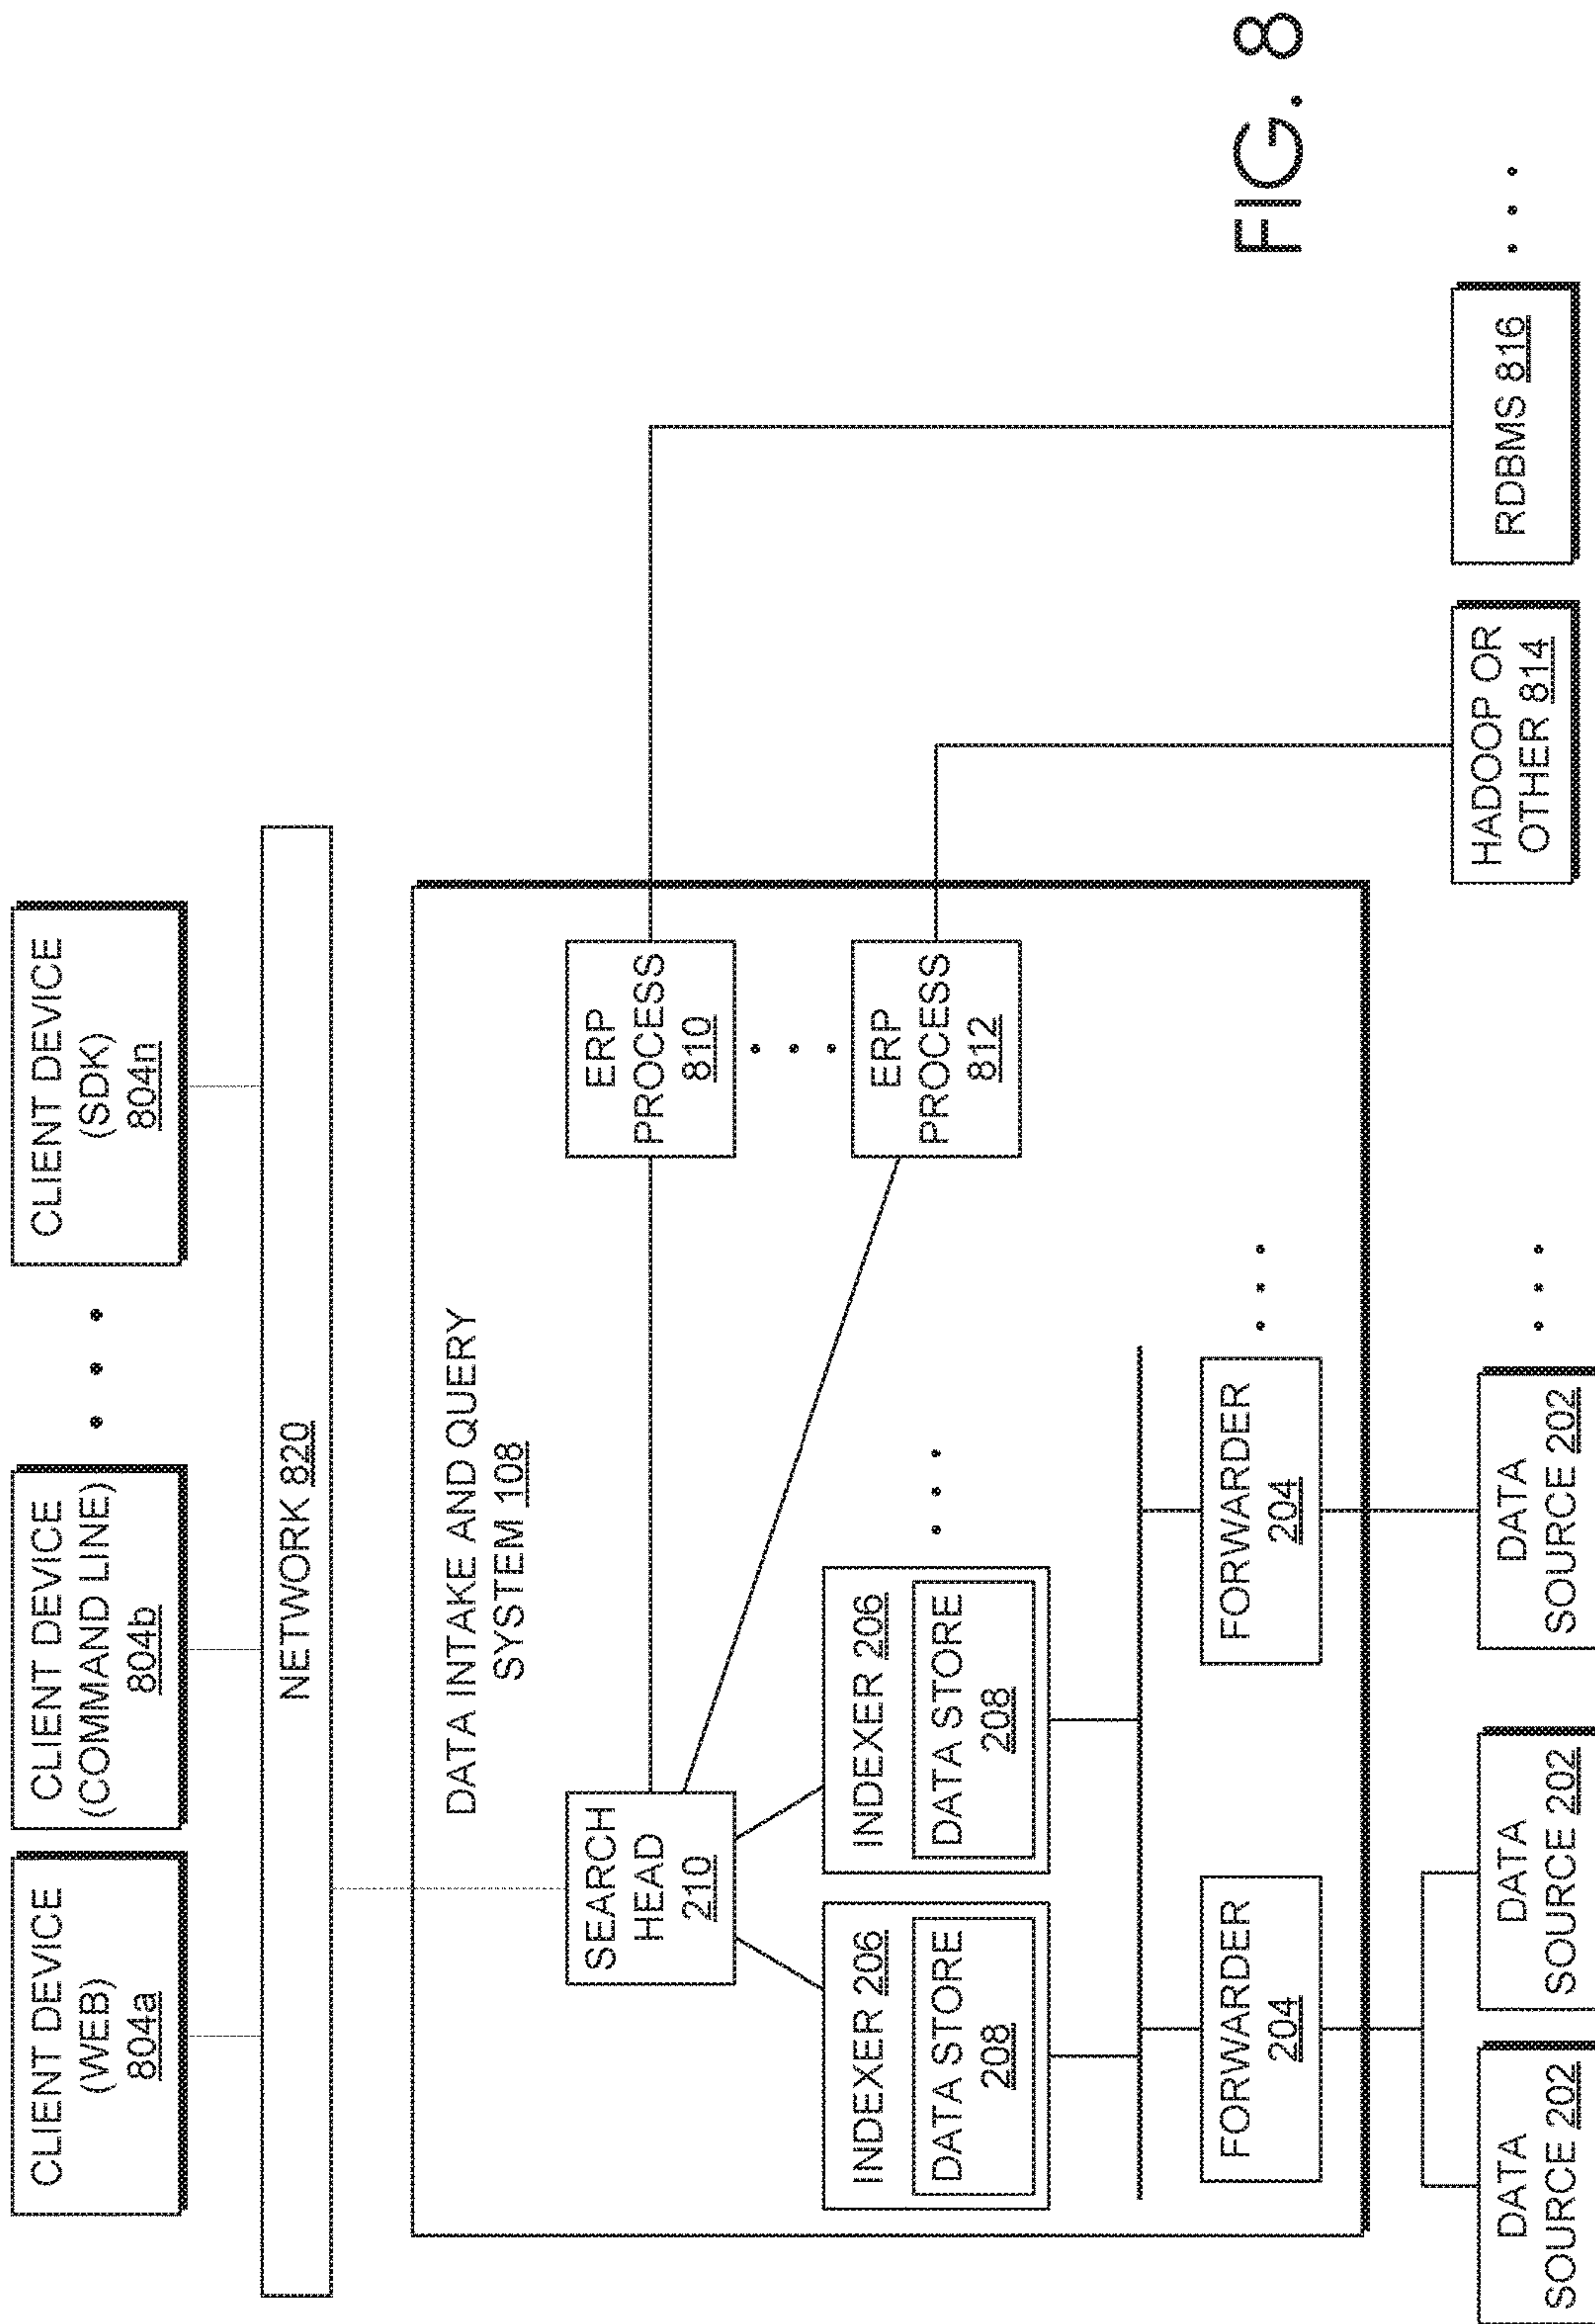 CLIENT DEVICE
(WEB)
804a
CLIENT DEVICE
(COMMAND LINE)
804b
CLIENT DEVICE
(SDK)
804n
NETWORK 820
DATA INTAKE AND QUERY
SYSTEM 108
SEARCH
HEAD
210
ERP
PROCESS
810
ERP
PROCESS
812
INDEXER 206
DATA STORE
208
INDEXER 206
DATA STORE
208
FORWARDER
204
FORWARDER
204
DATA
SOURCE 202
DATA
SOURCE 202
DATA
SOURCE 202
HADOOP OR
OTHER 814
RDBMS 816
FIG. 8